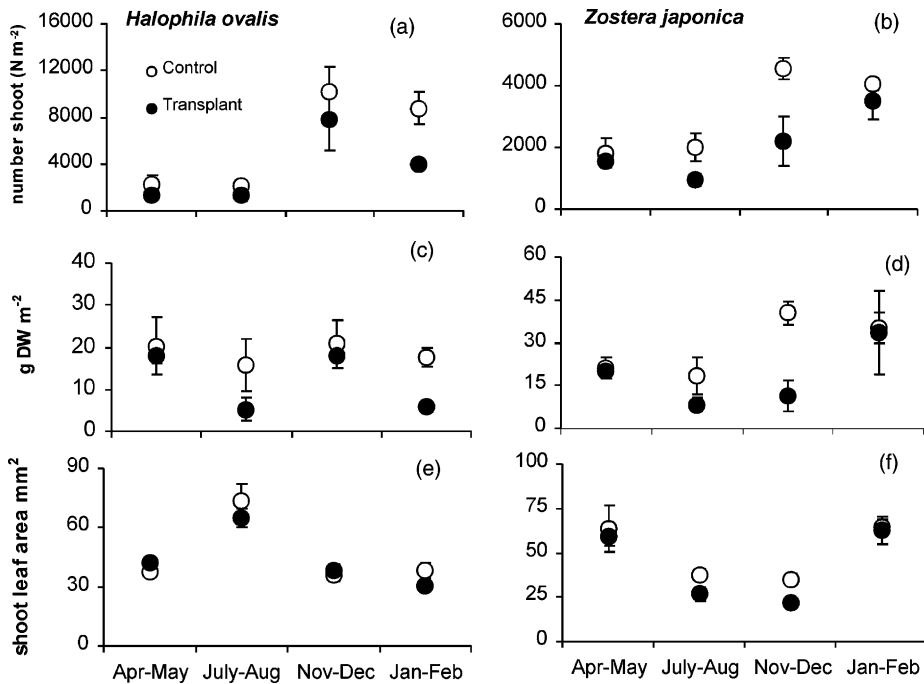 Halophila ovalis
Zostera japonica
number shoot (N m-2)
16000
12000
8000
4000
0
(a)
Control
Transplant
6000
4000
2000
0
(b)
g DW m-2
40
30
20
10
0
(c)
60
45
30
15
0
(d)
shoot leaf area mm2
90
60
30
0
(e)
100
75
50
25
0
(f)
Apr-May July-Aug Nov-Dec Jan-Feb
Apr-May July-Aug Nov-Dec Jan-Feb